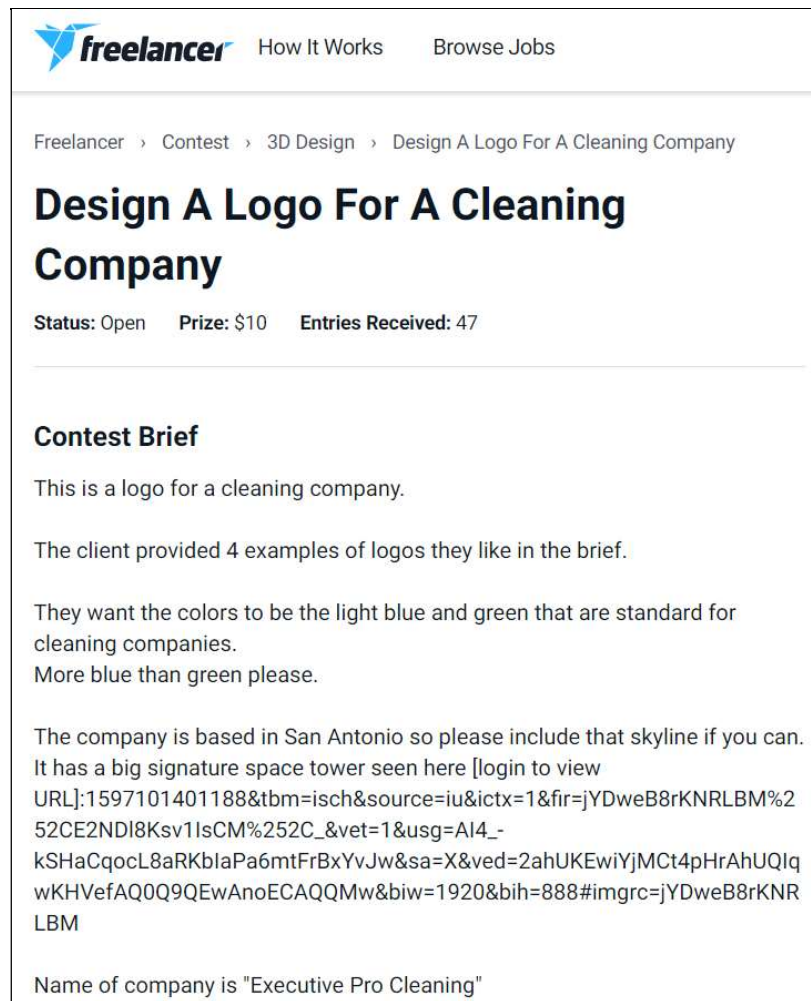 freelancer How It Works Browse Jobs
Freelancer › Contest › 3D Design › Design A Logo For A Cleaning Company
Design A Logo For A Cleaning
Company
Status: Open Prize: $10 Entries Received: 47
Contest Brief
This is a logo for a cleaning company.
The client provided 4 examples of logos they like in the brief.
They want the colors to be the light blue and green that are standard for
cleaning companies.
More blue than green please.
The company is based in San Antonio so please include that skyline if you can.
It has a big signature space tower seen here [login to view
URL]:1597101401188&tbm=isch&source=iu&ictx=1&fir=jYDweB8rKNRLBM%2
52CE2NDl8Ksv1IsCM%252C_&vet=1&usg=AI4_-
kSHaCqocL8aRKbIaPa6mtFrBxYvJw&sa=X&ved=2ahUKEwiYjMCt4pHrAhUQIq
wKHVefAQ0Q9QEwAnoECAQQMw&biw=1920&bih=888#imgrc=jYDweB8rKNR
LBM
Name of company is "Executive Pro Cleaning"